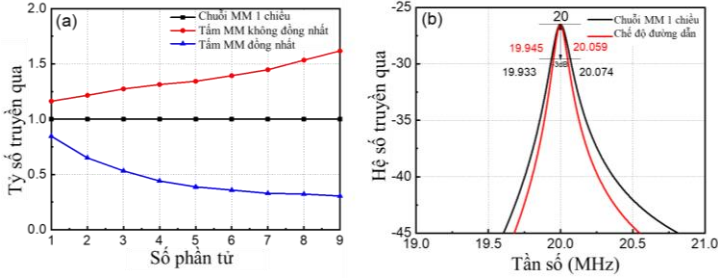 (a)
Chuỗi MM 1 chiều
Tấm MM không đồng nhất
Tấm MM đồng nhất
Tỷ số truyền qua
2.0
1.5
1.0
0.5
0.0
1 2 3 4 5 6 7 8 9
Số phần tử
(b)
20
Chuỗi MM 1 chiều
Chế độ đường dẫn
19.945 20.059
-3dB
19.933 20.074
Hệ số truyền qua
-25
-30
-35
-40
-45
19.0 19.5 20.0 20.5 21.0
Tần số (MHz)